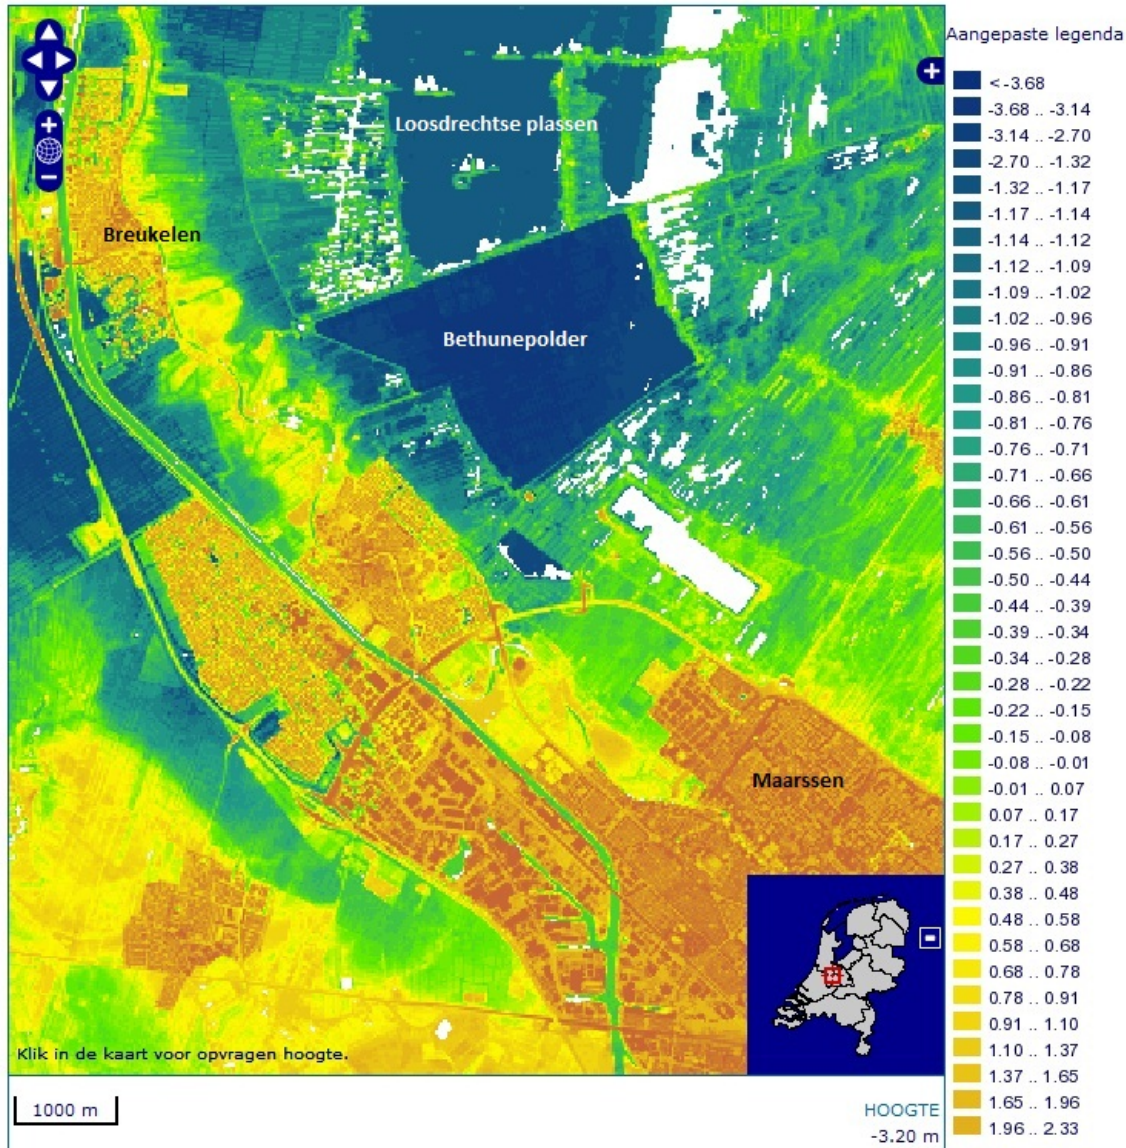 Aangepaste legenda
<-3.68
-3.68 .. -3.14
-3.14 .. -2.70
-2.70 .. -1.32
-1.32 .. -1.17
-1.17 .. -1.14
-1.14 .. -1.12
-1.12 .. -1.09
-1.09 .. -1.02
-1.02 .. -0.96
-0.96 .. -0.91
-0.91 .. -0.86
-0.86 .. -0.81
-0.81 .. -0.76
-0.76 .. -0.71
-0.71 .. -0.66
-0.66 .. -0.61
-0.61 .. -0.56
-0.56 .. -0.50
-0.50 .. -0.44
-0.44 .. -0.39
-0.39 .. -0.34
-0.34 .. -0.28
-0.28 .. -0.22
-0.22 .. -0.15
-0.15 .. -0.08
-0.08 .. -0.01
-0.01 .. 0.07
0.07 .. 0.17
0.17 .. 0.27
0.27 .. 0.38
0.38 .. 0.48
0.48 .. 0.58
0.58 .. 0.68
0.68 .. 0.78
0.78 .. 0.91
0.91 .. 1.10
1.10 .. 1.37
1.37 .. 1.65
1.65 .. 1.96
1.96 .. 2.33
Loosdrechtse plassen
Breukelen
Bethunepolder
Maarssen
Klik in de kaart voor opvragen hoogte.
1000 m
HOOGTE
-3.20 m